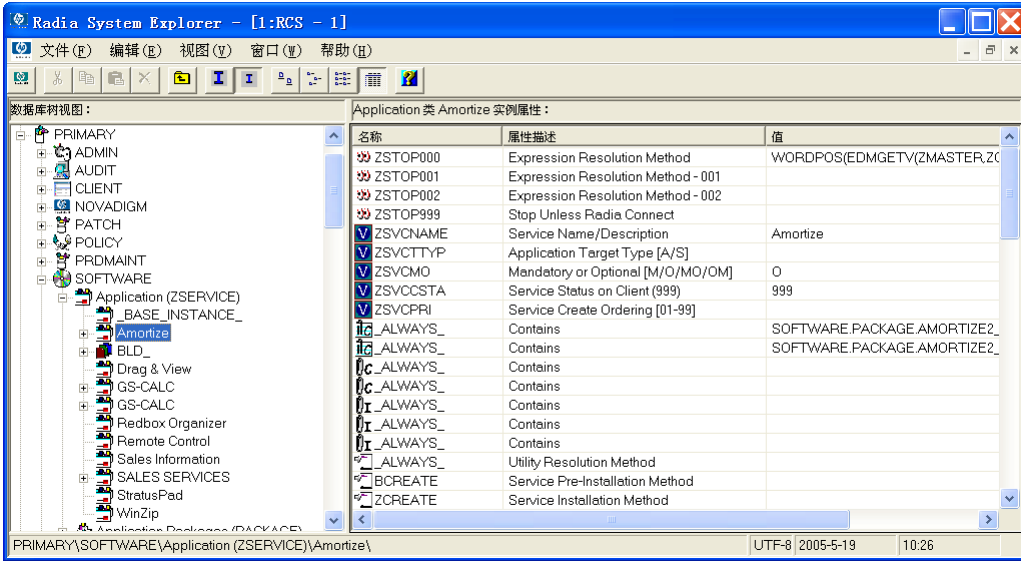 Radia System Explorer - [1:RCS - 1]
文件(F) 编辑(E) 视图(V) 窗口(W) 帮助(H)
数据库树视图：
PRIMARY
ADMIN
AUDIT
CLIENT
NOVADIGM
PATCH
POLICY
PRDMAINT
SOFTWARE
Application (ZSERVICE)
_BASE_INSTANCE_
Amortize
BLD_
Drag & View
GS-CALC
GS-CALC
Redbox Organizer
Remote Control
Sales Information
SALES SERVICES
StratusPad
WinZip
Application Packages (PACKAGE)
Application 类 Amortize 实例属性：
名称 属性描述 值
ZSTOP000 Expression Resolution Method WORDPOS(EDMGETV(ZMASTER,ZO
ZSTOP001 Expression Resolution Method - 001
ZSTOP002 Expression Resolution Method - 002
ZSTOP999 Stop Unless Radia Connect
ZSVCNAME Service Name/Description Amortize
ZSVCTTYP Application Target Type [A/S]
ZSVCMO Mandatory or Optional [M/O/MO/OM] O
ZSVCCSTA Service Status on Client (999) 999
ZSVCPRI Service Create Ordering [01-99]
_ALWAYS_ Contains SOFTWARE.PACKAGE.AMORTIZE2_
_ALWAYS_ Contains SOFTWARE.PACKAGE.AMORTIZE2_
_ALWAYS_ Contains
_ALWAYS_ Contains
_ALWAYS_ Contains
_ALWAYS_ Contains
_ALWAYS_ Contains
_ALWAYS_ Utility Resolution Method
BCREATE Service Pre-Installation Method
ZCREATE Service Installation Method
PRIMARY\SOFTWARE\Application (ZSERVICE)\Amortize\ UTF-8 2005-5-19 10:26